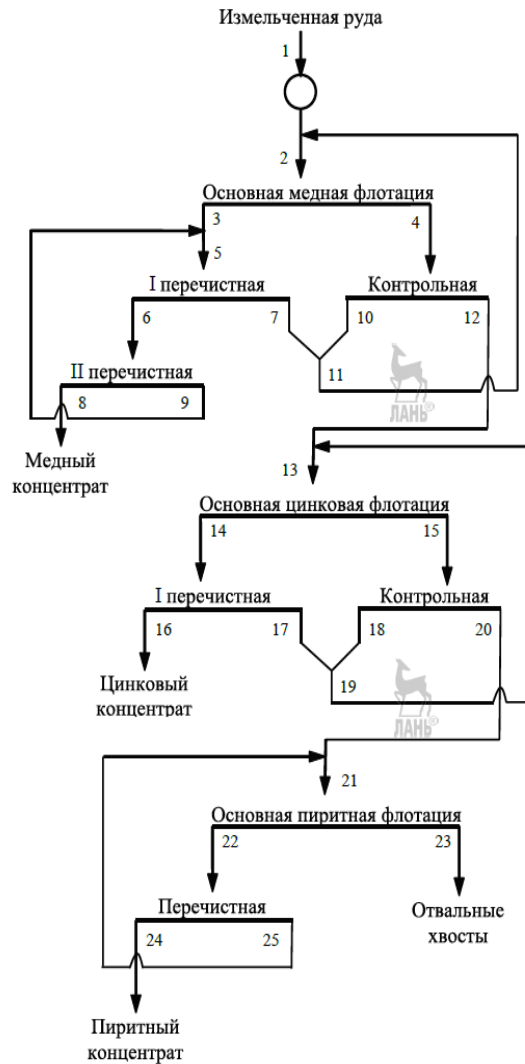 Измельченная руда
1
2
Основная медная флотация
3
4
5
I перечистная
Контрольная
6
7
10
12
11
II перечистная
8
9
ЛАНЬ®
Медный
концентрат
13
Основная цинковая флотация
14
15
I перечистная
Контрольная
16
17
18
20
19
Цинковый
концентрат
ЛАНЬ®
21
Основная пиритная флотация
22
23
Перечистная
Отвальные
хвосты
24
25
Пиритный
концентрат